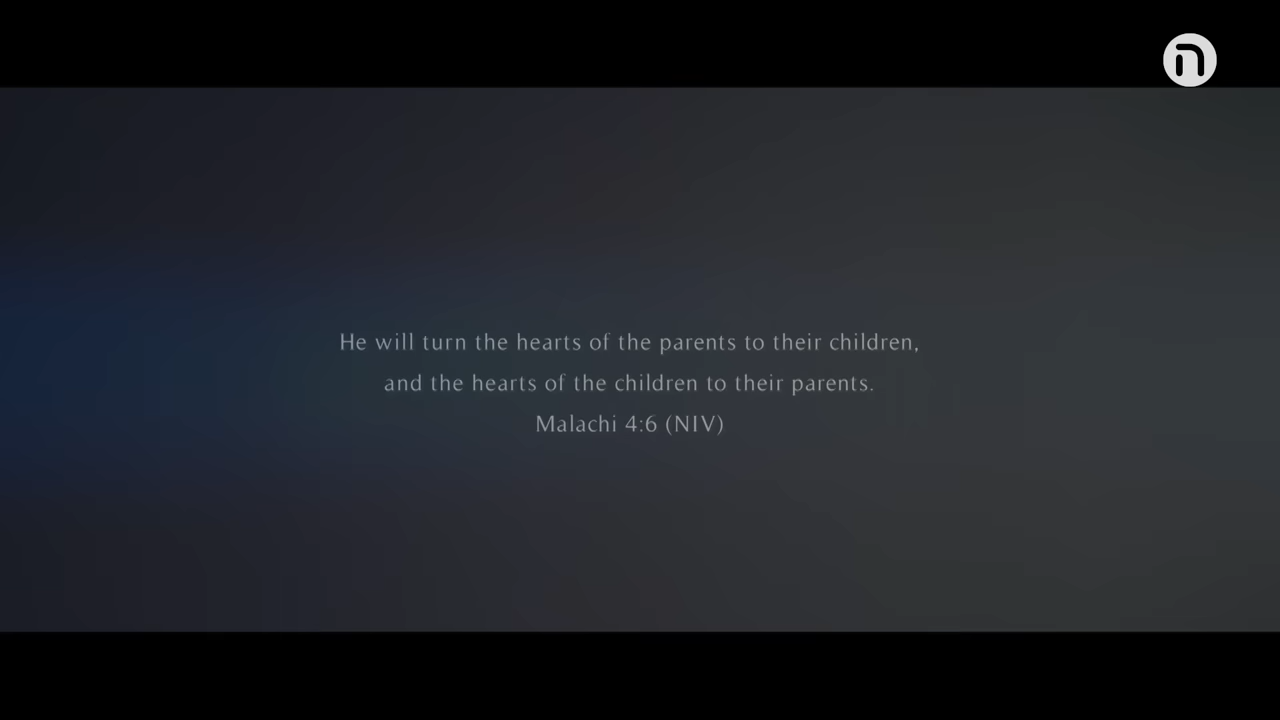 He will turn the hearts of the parents to their children,
and the hearts of the children to their parents.
Malachi 4:6 (NIV)